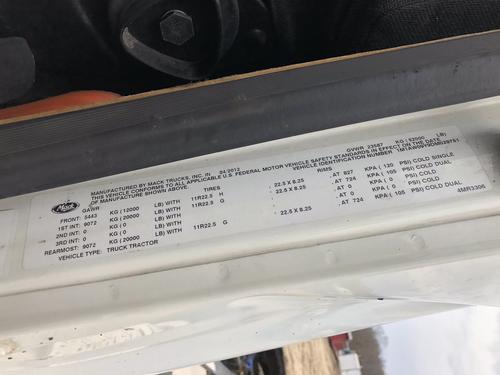 MANUFACTURED BY MACK TRUCKS, INC. IN 04/2012 GVWR 23587 KG (52000 LB)
THIS VEHICLE CONFORMS TO ALL APPLICABLE U.S. FEDERAL MOTOR VEHICLE SAFETY STANDARDS IN EFFECT ON THE DATE
OF MANUFACTURE SHOWN ABOVE. VEHICLE IDENTIFICATION NUMBER
Mack
GAWR TIRES
FRONT: 5443 KG (12000 LB) WITH 11R22.5 H , 22.5 X 8.25 , AT 827 KPA ( 120 PSI) COLD SINGLE
1ST INT: 9072 KG (20000 LB) WITH 11R22.5 G , 22.5 X 8.25 , AT 724 KPA ( 105 PSI) COLD DUAL
2ND INT: 0 KG ( 0 LB) WITH , AT 0 KPA ( PSI) COLD
3RD INT: 0 KG ( 0 LB) WITH , AT 0 KPA ( PSI) COLD DUAL
REARMOST: 9072 KG (20000 LB) WITH 11R22.5 G , 22.5 X 8.25 , AT 724 KPA ( 105 PSI) COLD DUAL
VEHICLE TYPE: TRUCK TRACTOR 4MR3306